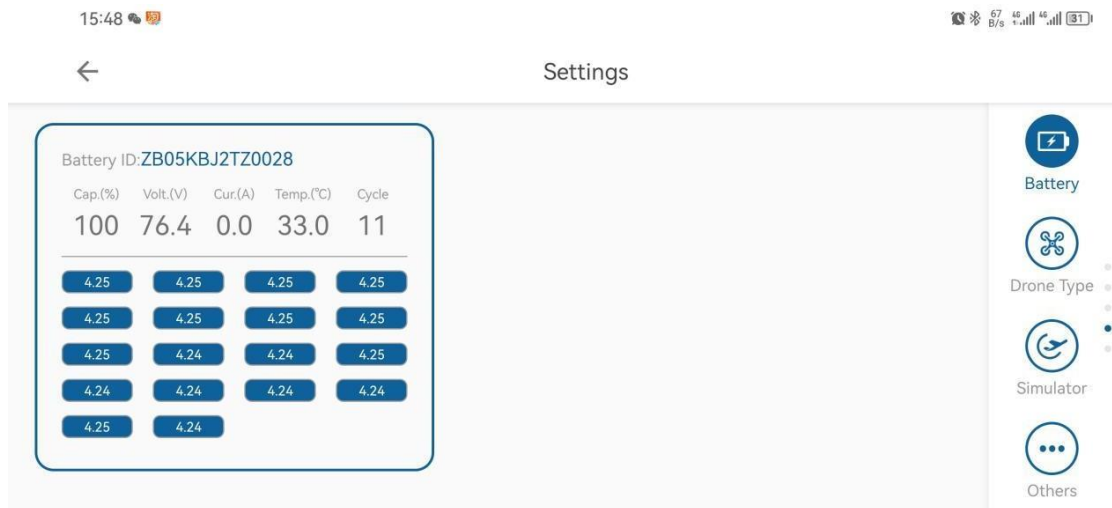 15:48 67 B/s 4G 4G 31
Settings
Battery ID:ZB05KBJ2TZ0028
Cap.(%) Volt.(V) Cur.(A) Temp.(°C) Cycle
100 76.4 0.0 33.0 11
4.25 4.25 4.25 4.25
4.25 4.25 4.25 4.25
4.25 4.24 4.24 4.25
4.24 4.24 4.24 4.24
4.25 4.24
Battery
Drone Type
Simulator
Others